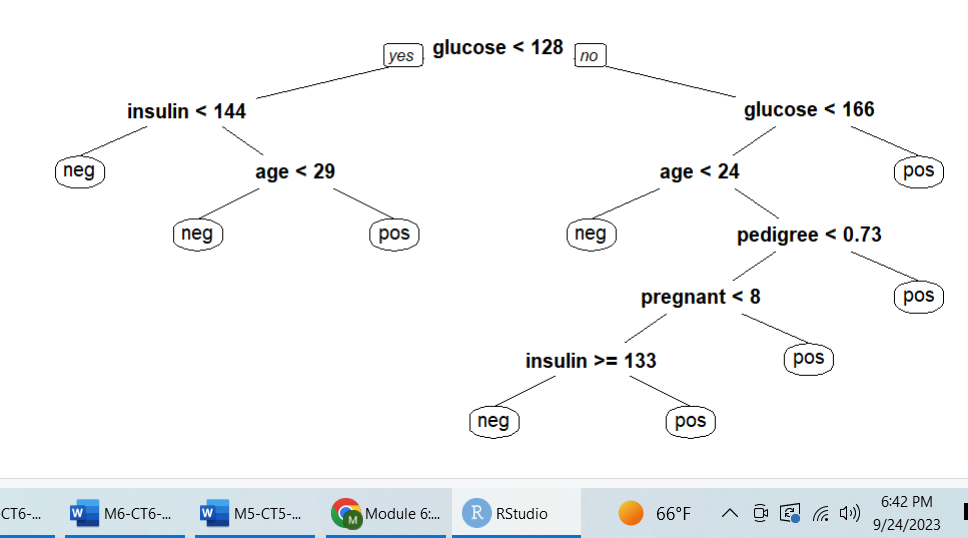 yes glucose < 128 no
insulin < 144
glucose < 166
neg
age < 29
age < 24
pos
neg
pos
neg
pedigree < 0.73
pregnant < 8
pos
insulin >= 133
pos
neg
pos
CT6-... W M6-CT6-... W M5-CT5-... M Module 6:... R RStudio 66°F 6:42 PM
9/24/2023